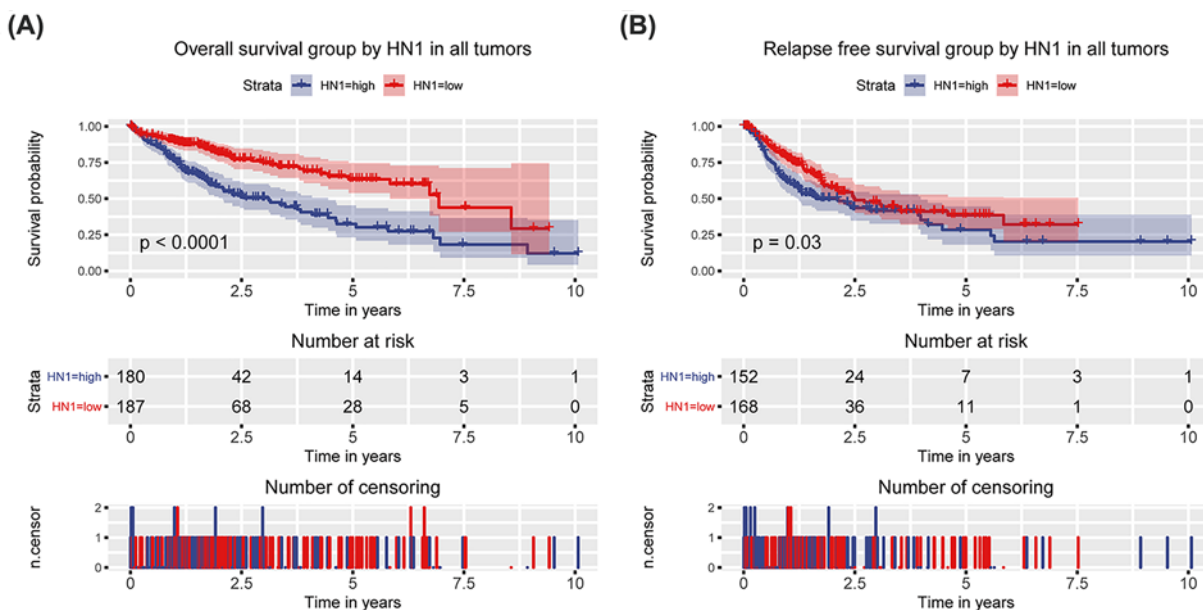 (A)
Overall survival group by HN1 in all tumors
Strata HN1=high HN1=low
Survival probability
1.00
0.75
0.50
0.25
0.00
p < 0.0001
0 2.5 5 7.5 10
Time in years
Number at risk
Strata
HN1=high 180 42 14 3 1
HN1=low 187 68 28 5 0
0 2.5 5 7.5 10
Time in years
Number of censoring
n.censor
2
1
0
0 2.5 5 7.5 10
Time in years
(B)
Relapse free survival group by HN1 in all tumors
Strata HN1=high HN1=low
Survival probability
1.00
0.75
0.50
0.25
0.00
p = 0.03
0 2.5 5 7.5 10
Time in years
Number at risk
Strata
HN1=high 152 24 7 3 1
HN1=low 168 36 11 1 0
0 2.5 5 7.5 10
Time in years
Number of censoring
n.censor
2
1
0
0 2.5 5 7.5 10
Time in years